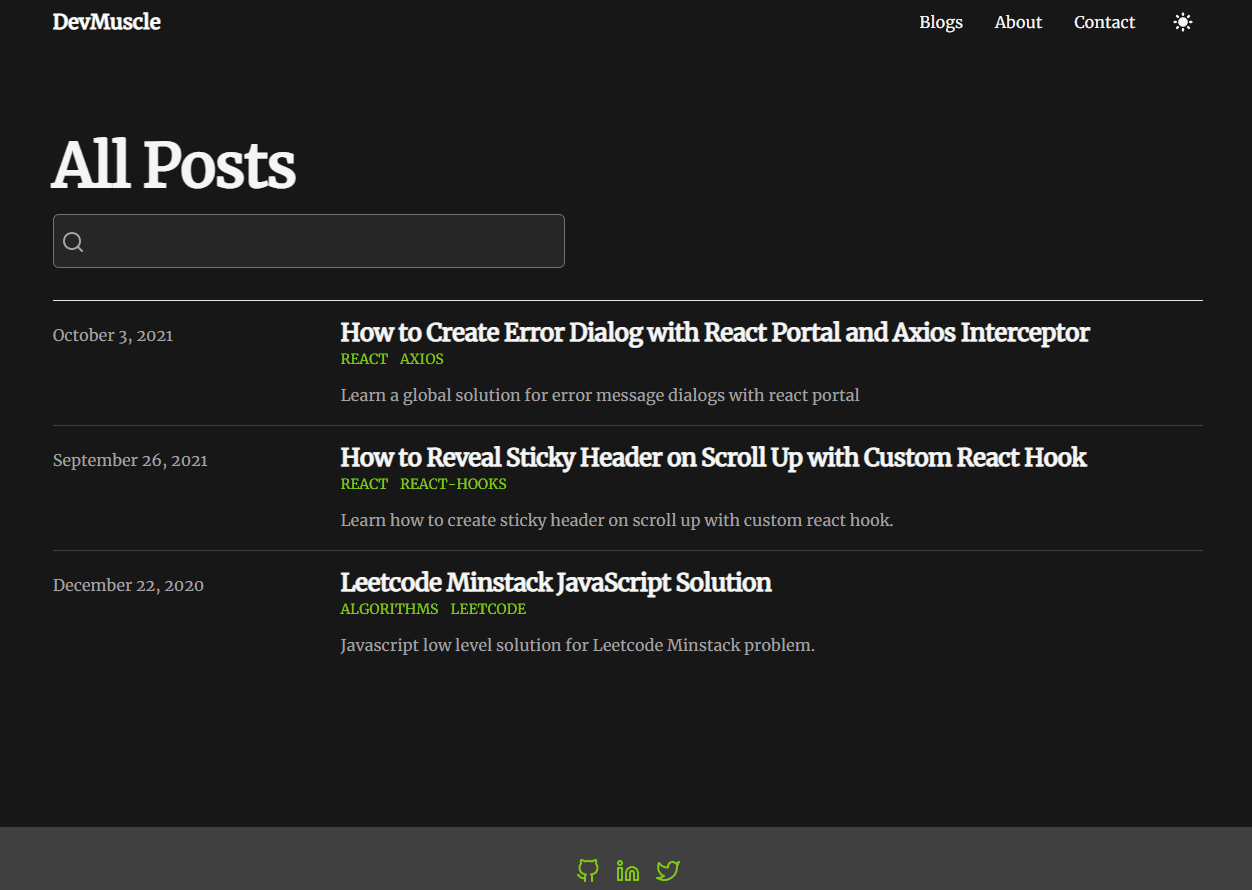 DevMuscle
Blogs About Contact
All Posts
October 3, 2021
How to Create Error Dialog with React Portal and Axios Interceptor
REACT AXIOS
Learn a global solution for error message dialogs with react portal
September 26, 2021
How to Reveal Sticky Header on Scroll Up with Custom React Hook
REACT REACT-HOOKS
Learn how to create sticky header on scroll up with custom react hook.
December 22, 2020
Leetcode Minstack JavaScript Solution
ALGORITHMS LEETCODE
Javascript low level solution for Leetcode Minstack problem.